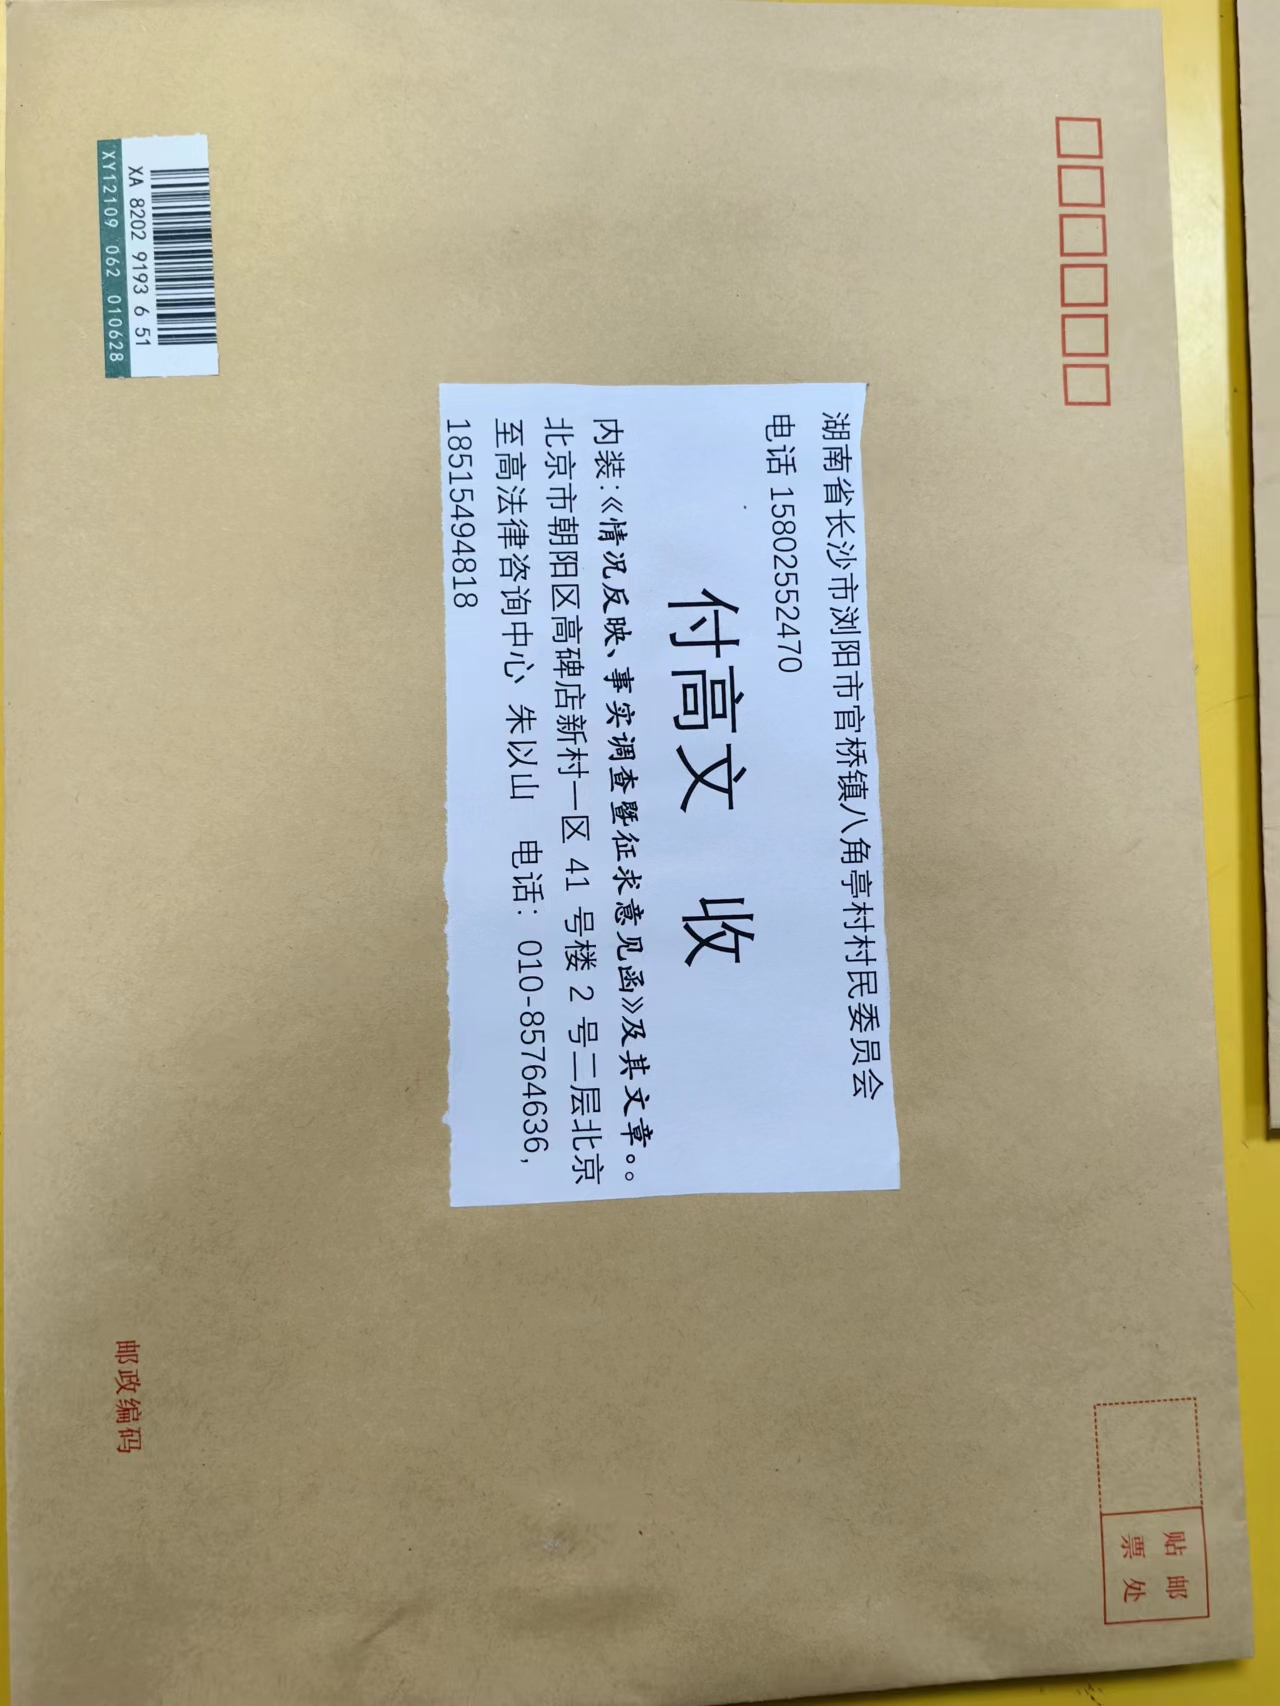 湖南省长沙市浏阳市官桥镇八角亭村村民委员会
电话 15802552470
付高文 收
内装:《情况反映、事实调查暨征求意见函》及其文章。。
北京市朝阳区高碑店新村一区 41 号楼 2 号二层北京
至高法律咨询中心 朱以山 电话：010-85764636,
18515494818
XA 8202 9193 6 51
XY12109 062 010628
贴邮
票处
邮政编码